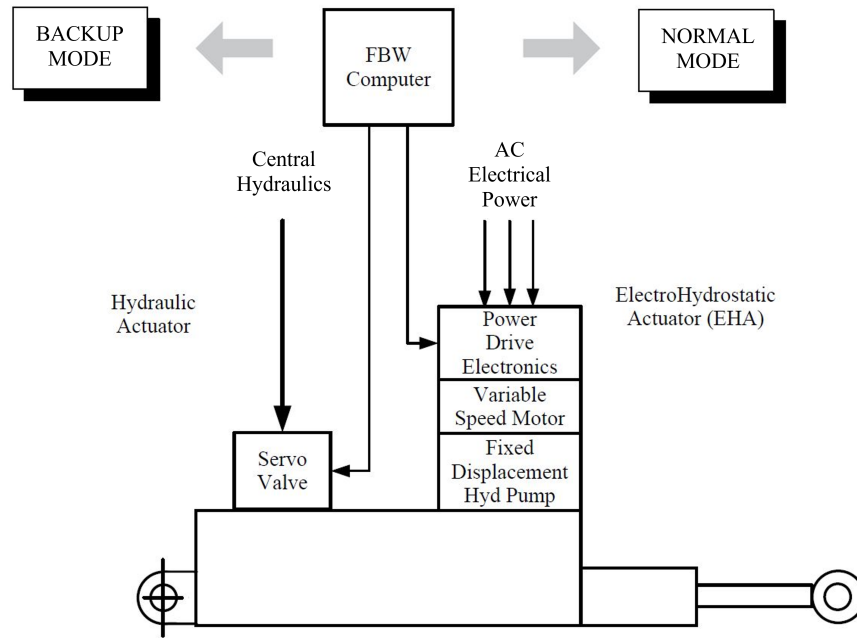 BACKUP
MODE
FBW
Computer
NORMAL
MODE
Central
Hydraulics
AC
Electrical
Power
Hydraulic
Actuator
ElectroHydrostatic
Actuator (EHA)
Power
Drive
Electronics
Variable
Speed Motor
Servo
Valve
Fixed
Displacement
Hyd Pump